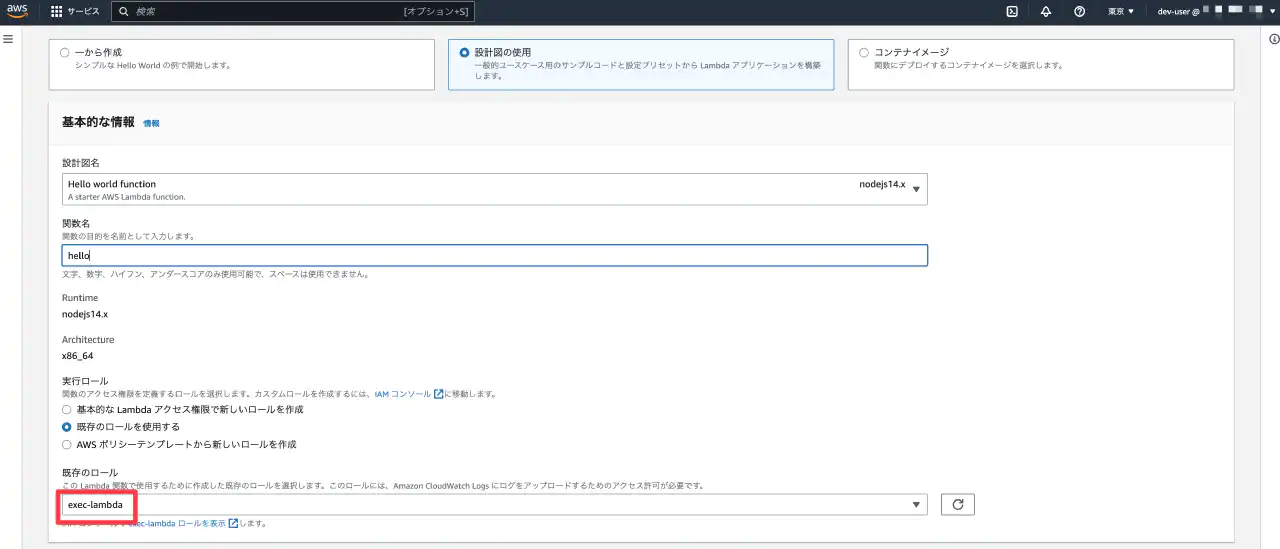 aws サービス 検索 [オプション+S] 東京 ▼ dev-user @
一から作成
シンプルな Hello World の例で開始します。
設計図の使用
一般的ユースケース用のサンプルコードと設定プリセットから Lambda アプリケーションを構築
します。
コンテナイメージ
関数にデプロイするコンテナイメージを選択します。
基本的な情報 情報
設計図名
Hello world function nodejs14.x
A starter AWS Lambda function.
関数名
関数の目的を名前として入力します。
hello
文字、数字、ハイフン、アンダースコアのみ使用可能で、スペースは使用できません。
Runtime
nodejs14.x
Architecture
x86_64
実行ロール
関数のアクセス権限を定義するロールを選択します。カスタムロールを作成するには、IAM コンソール に移動します。
基本的な Lambda アクセス権限で新しいロールを作成
既存のロールを使用する
AWS ポリシーテンプレートから新しいロールを作成
既存のロール
この Lambda 関数で使用するために作成した既存のロールを選択します。このロールには、Amazon CloudWatch Logs にログをアップロードするためのアクセス許可が必要です。
exec-lambda
exec-lambda ロールを表示 します。